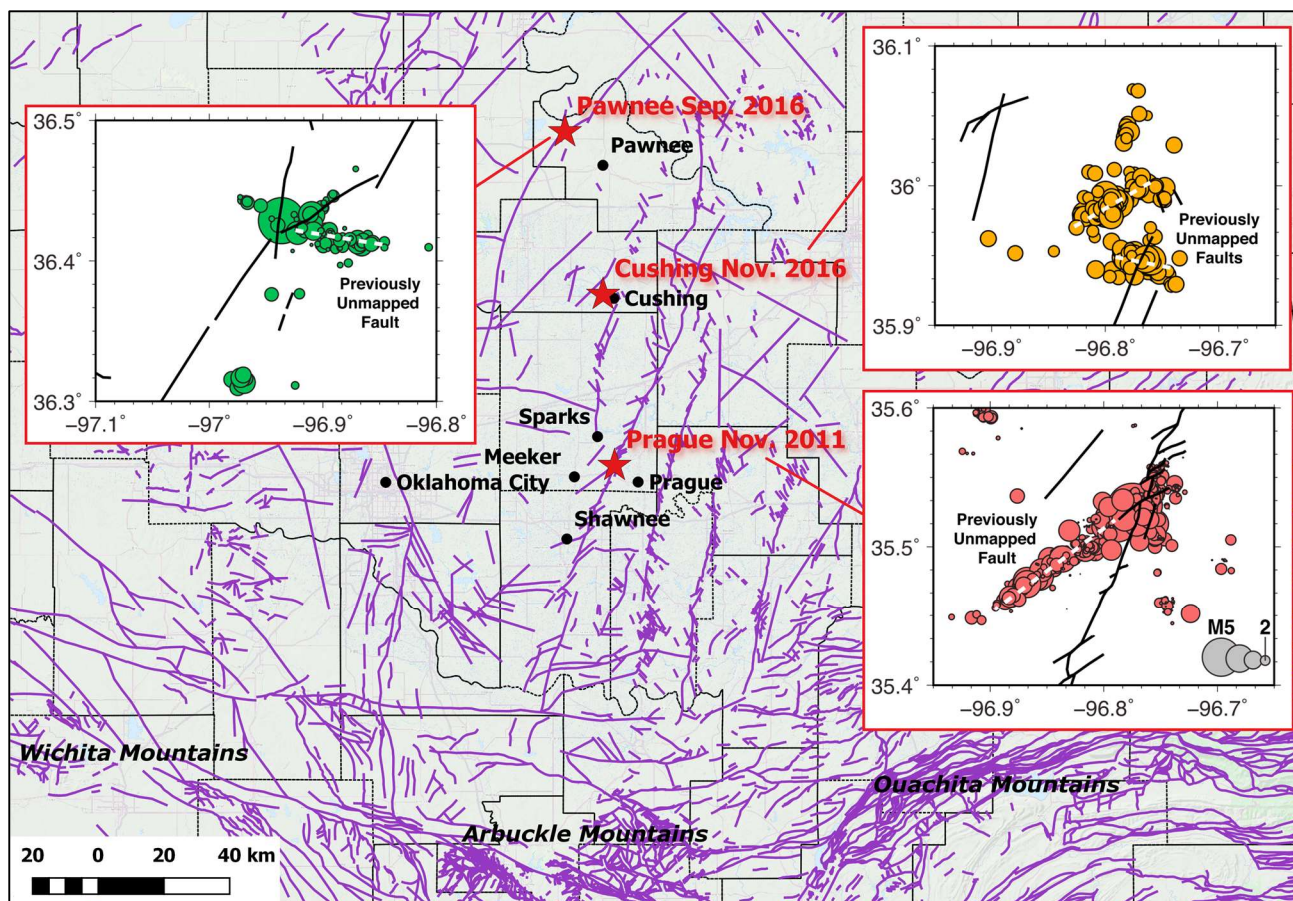 Pawnee Sep. 2016
Pawnee
Cushing Nov. 2016
Cushing
Sparks
Prague Nov. 2011
Meeker
Oklahoma City
Prague
Shawnee
Wichita Mountains
Arbuckle Mountains
Ouachita Mountains
20 0 20 40 km
36.5°
36.4°
36.3°
−97.1° −97° −96.9° −96.8°
Previously
Unmapped
Fault
36.1°
36°
35.9°
−96.9° −96.8° −96.7°
Previously
Unmapped
Faults
35.6°
35.5°
35.4°
−96.9° −96.8° −96.7°
Previously
Unmapped
Fault
M5 2